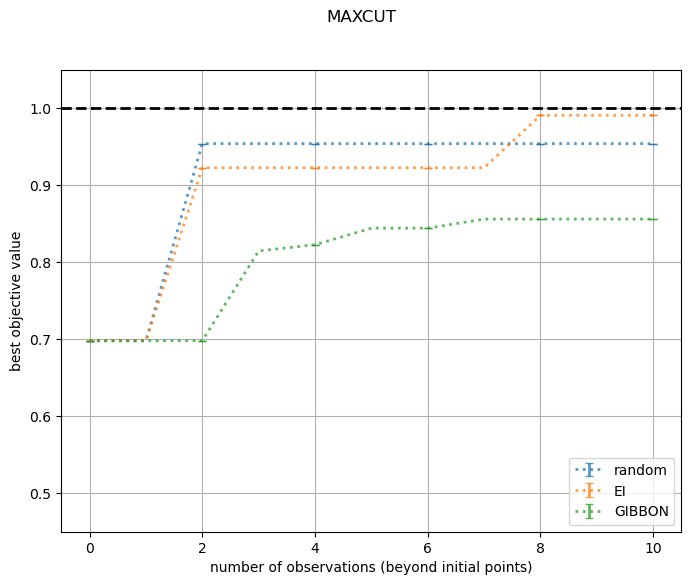 MAXCUT
1.0
0.9
0.8
0.7
0.6
0.5
best objective value
random
EI
GIBBON
0 2 4 6 8 10
number of observations (beyond initial points)